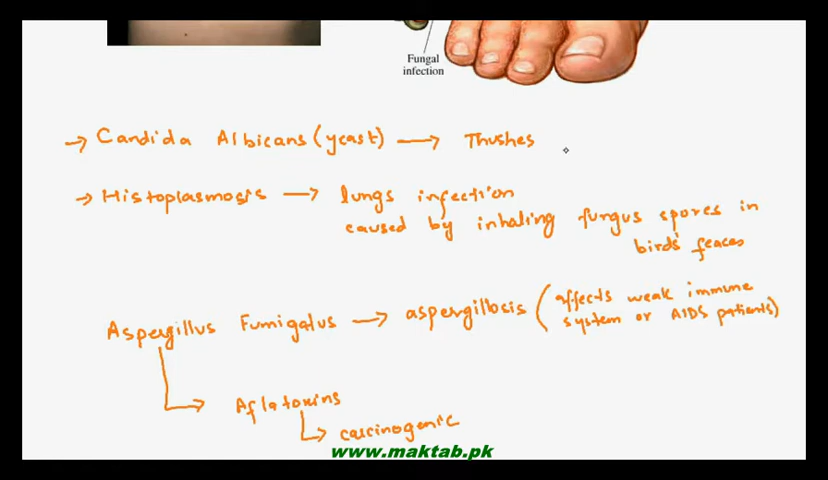 Fungal
infection
→ Candida Albicans (yeast) → Thushes
→ Histoplasmosis → lungs infection
caused by inhaling fungus spores in
birds' feaces
Aspergillus Fumigatus → aspergillosis (affects weak immune
system or AIDS patients)
→ Aflatoxins
→ carcinogenic
www.maktab.pk